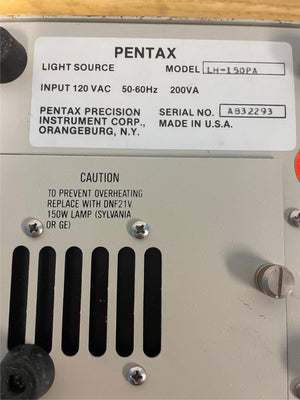 PENTAX
LIGHT SOURCE MODEL LH-150PA
INPUT 120 VAC 50-60Hz 200VA
PENTAX PRECISION SERIAL NO. A832293
INSTRUMENT CORP., MADE IN U.S.A.
ORANGEBURG, N.Y.
CAUTION
TO PREVENT OVERHEATING
REPLACE WITH DNF21V
150W LAMP (SYLVANIA
OR GE)